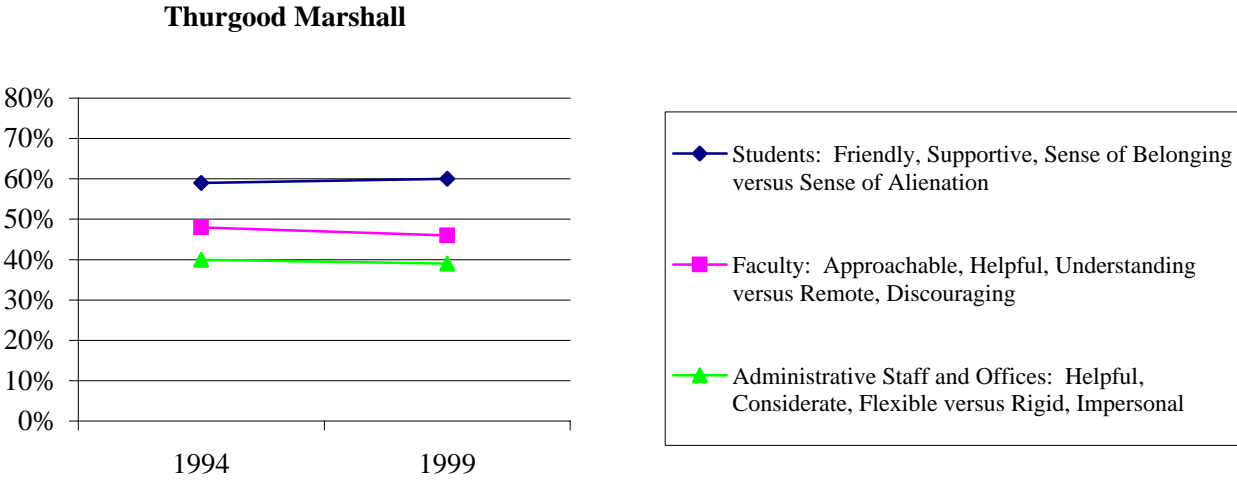 Thurgood Marshall
80%
70%
60%
50%
40%
30%
20%
10%
0%
1994 1999
Students: Friendly, Supportive, Sense of Belonging
versus Sense of Alienation
Faculty: Approachable, Helpful, Understanding
versus Remote, Discouraging
Administrative Staff and Offices: Helpful,
Considerate, Flexible versus Rigid, Impersonal